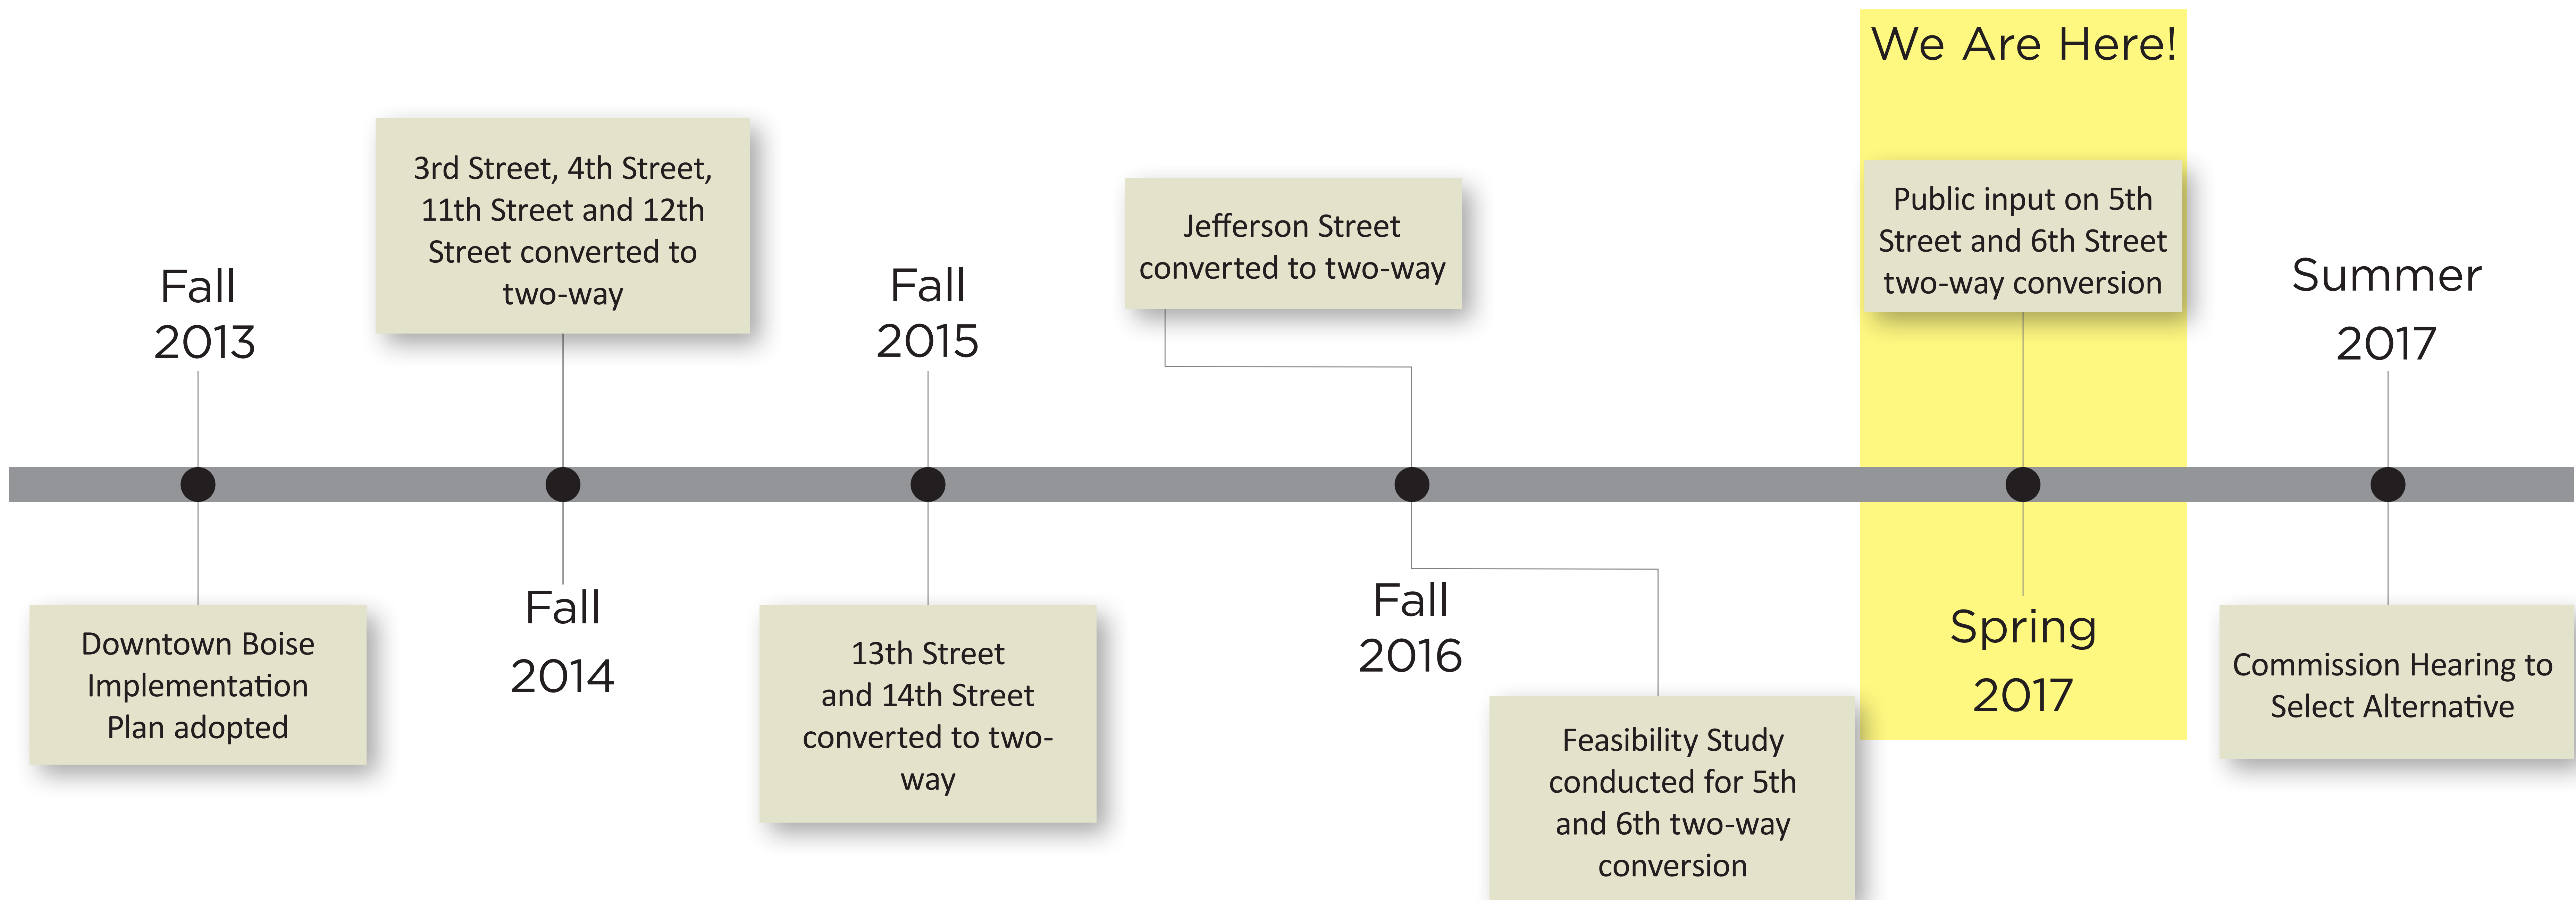 We Are Here!
Fall
2013
Downtown Boise
Implementation
Plan adopted
3rd Street, 4th Street,
11th Street and 12th
Street converted to
two-way
Fall
2014
Fall
2015
13th Street
and 14th Street
converted to two-
way
Jefferson Street
converted to two-way
Fall
2016
Feasibility Study
conducted for 5th
and 6th two-way
conversion
Public input on 5th
Street and 6th Street
two-way conversion
Spring
2017
Summer
2017
Commission Hearing to
Select Alternative